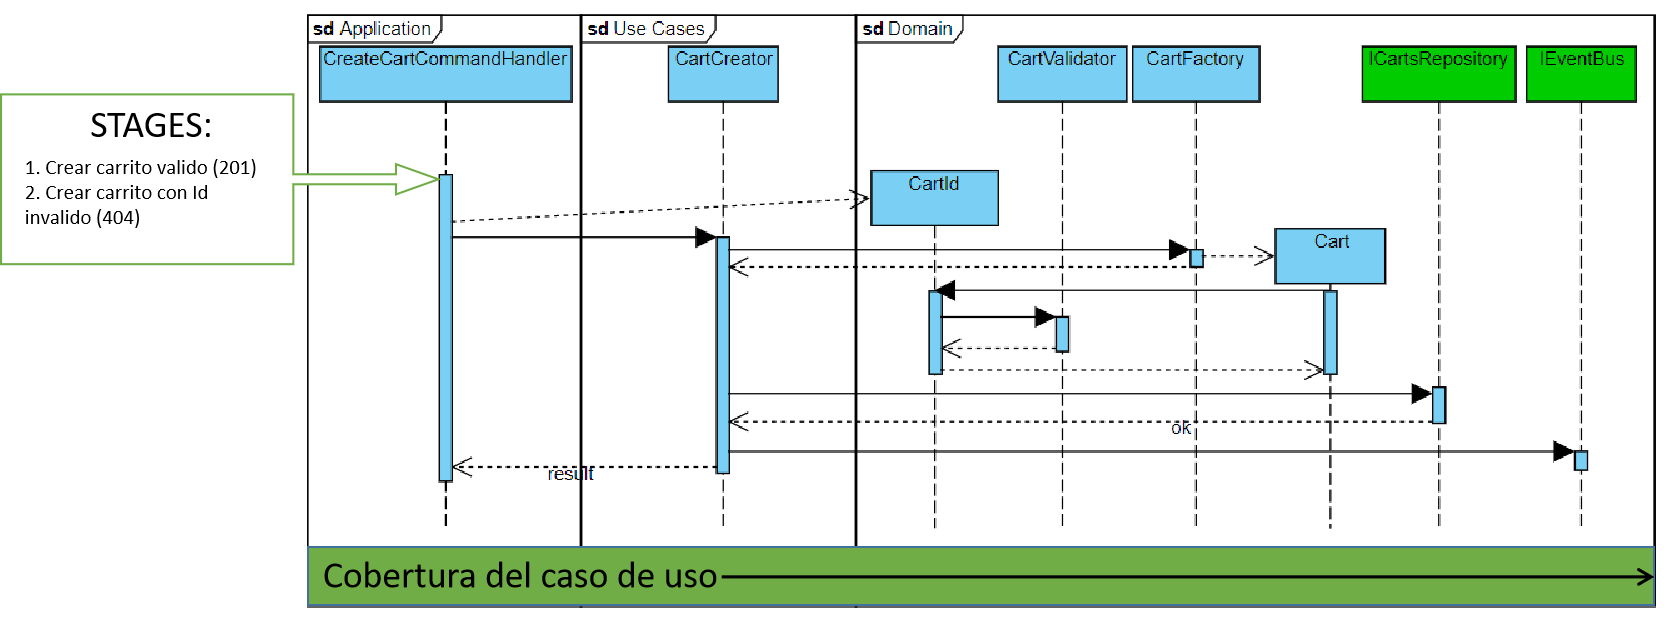 sd Application
sd Use Cases
sd Domain
CreateCartCommandHandler
CartCreator
CartValidator
CartFactory
ICartsRepository
IEventBus
STAGES:
1. Crear carrito valido (201)
2. Crear carrito con Id
invalido (404)
CartId
Cart
ok
result
Cobertura del caso de uso